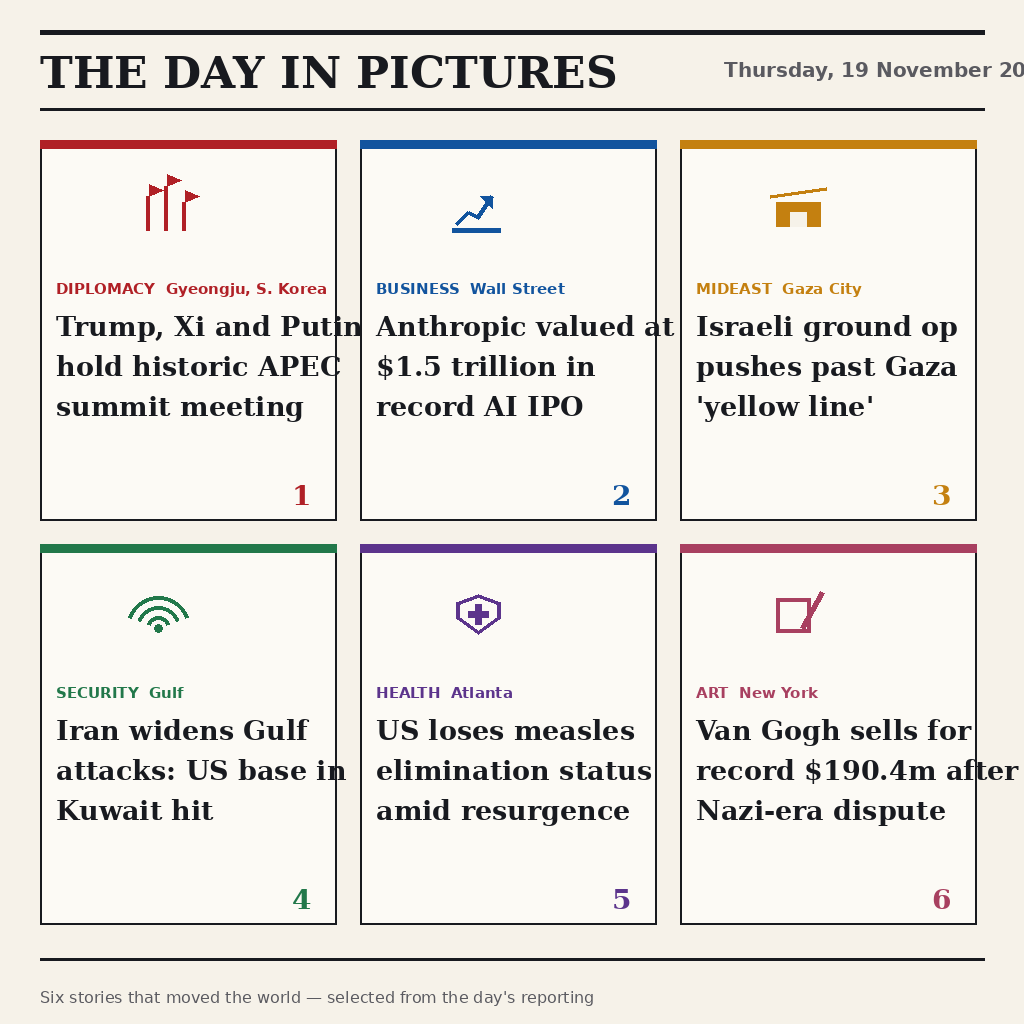 THE DAY IN PICTURES
Thursday, 19 November 20
DIPLOMACY Gyeongju, S. Korea
Trump, Xi and Putin
hold historic APEC
summit meeting
1
BUSINESS Wall Street
Anthropic valued at
$1.5 trillion in
record AI IPO
2
MIDEAST Gaza City
Israeli ground op
pushes past Gaza
'yellow line'
3
SECURITY Gulf
Iran widens Gulf
attacks: US base in
Kuwait hit
4
HEALTH Atlanta
US loses measles
elimination status
amid resurgence
5
ART New York
Van Gogh sells for
record $190.4m after
Nazi-era dispute
6
Six stories that moved the world — selected from the day's reporting